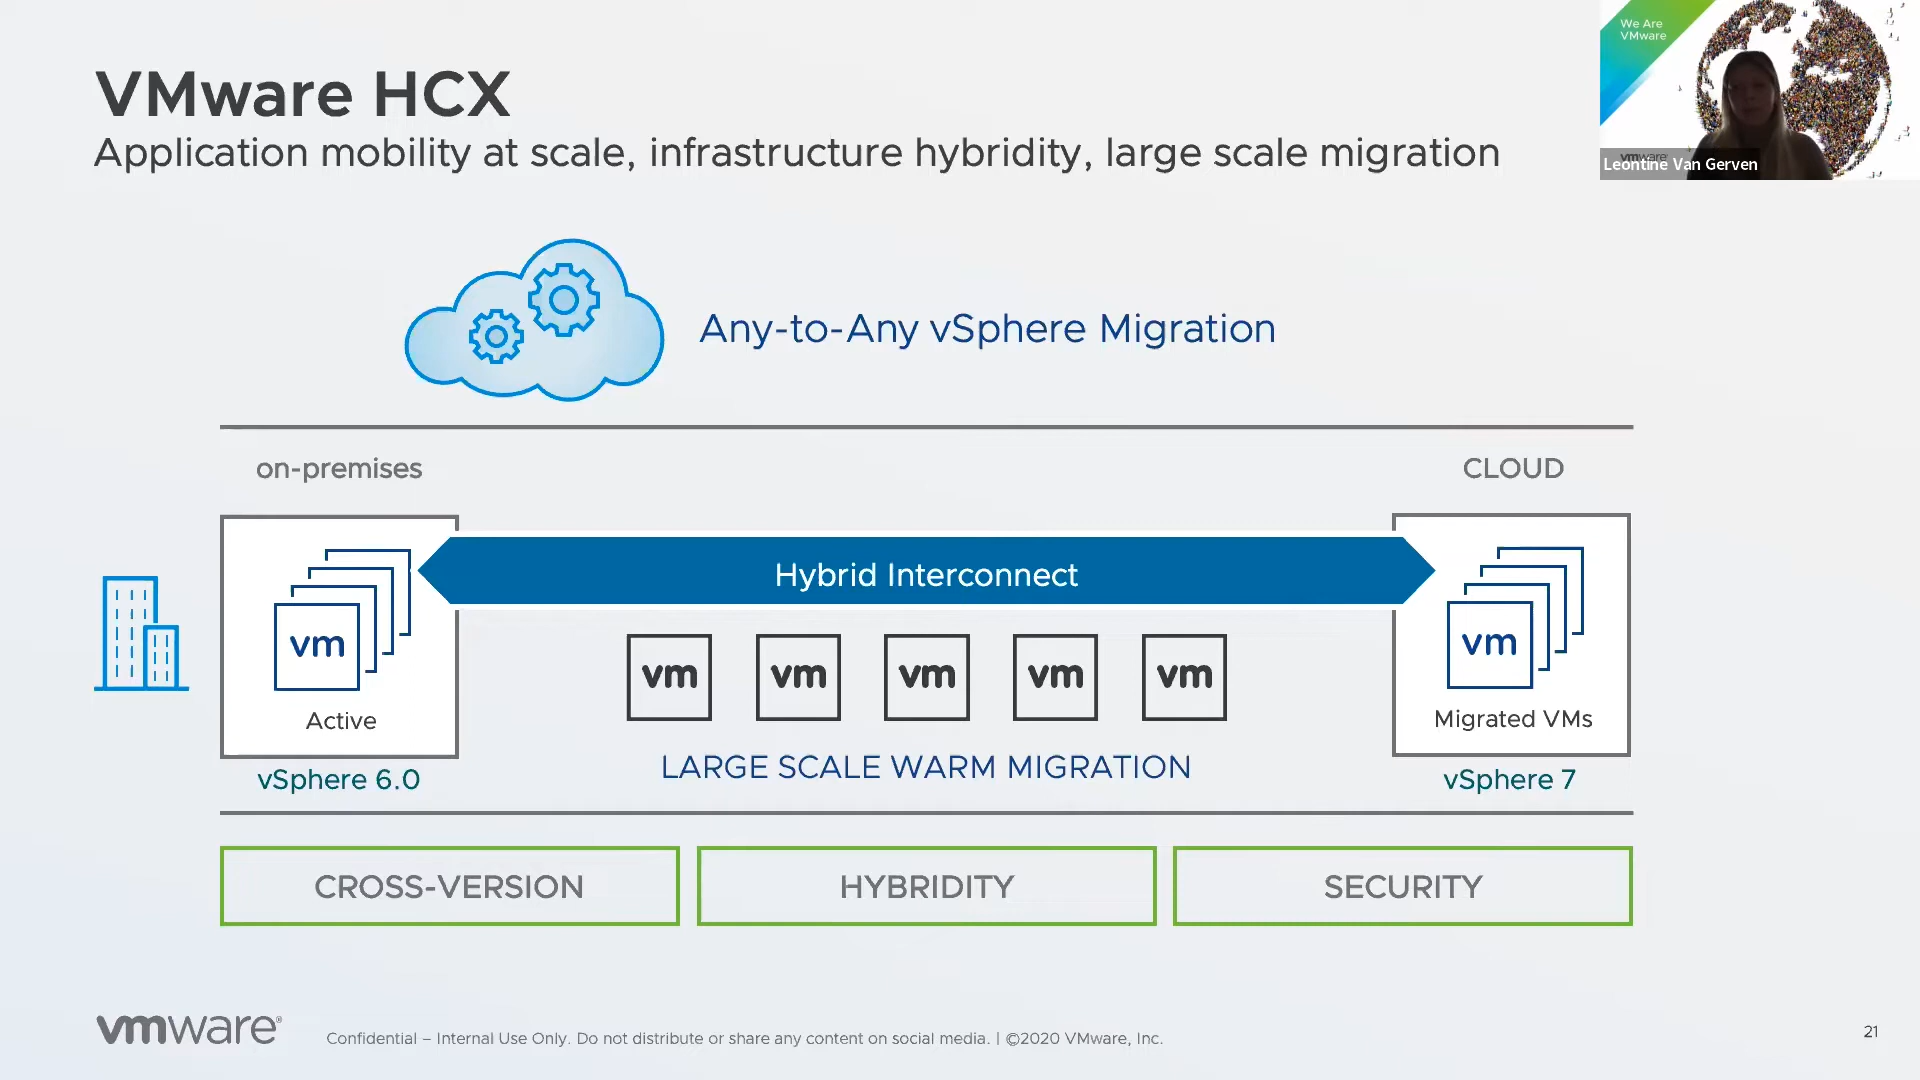 VMware HCX
Application mobility at scale, infrastructure hybridity, large scale migration
We Are
VMware
vmware
Leontine Van Gerven
Any-to-Any vSphere Migration
on-premises
CLOUD
Hybrid Interconnect
vm
Active
vSphere 6.0
vm
vm
vm
vm
vm
LARGE SCALE WARM MIGRATION
vm
Migrated VMs
vSphere 7
CROSS-VERSION
HYBRIDITY
SECURITY
vmware®
Confidential – Internal Use Only. Do not distribute or share any content on social media. | ©2020 VMware, Inc.
21